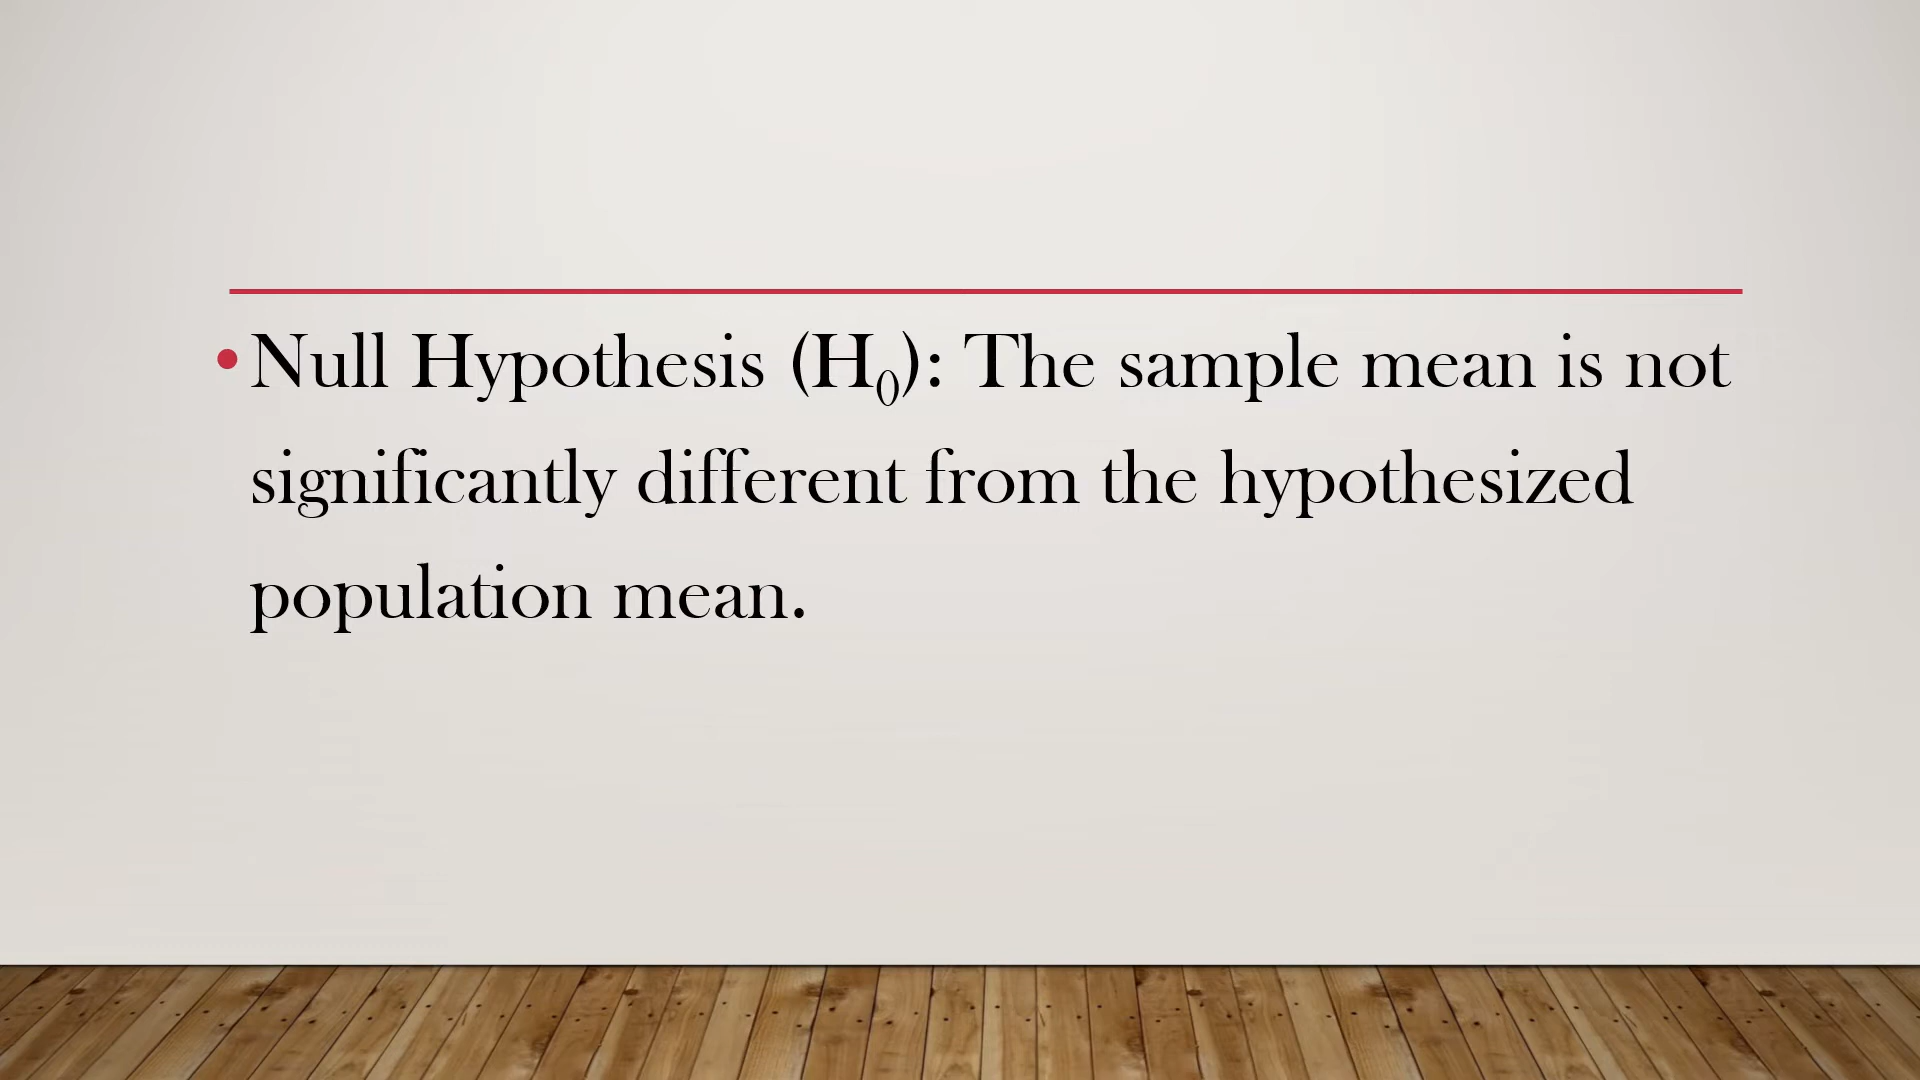 • Null Hypothesis (H₀): The sample mean is not
significantly different from the hypothesized
population mean.